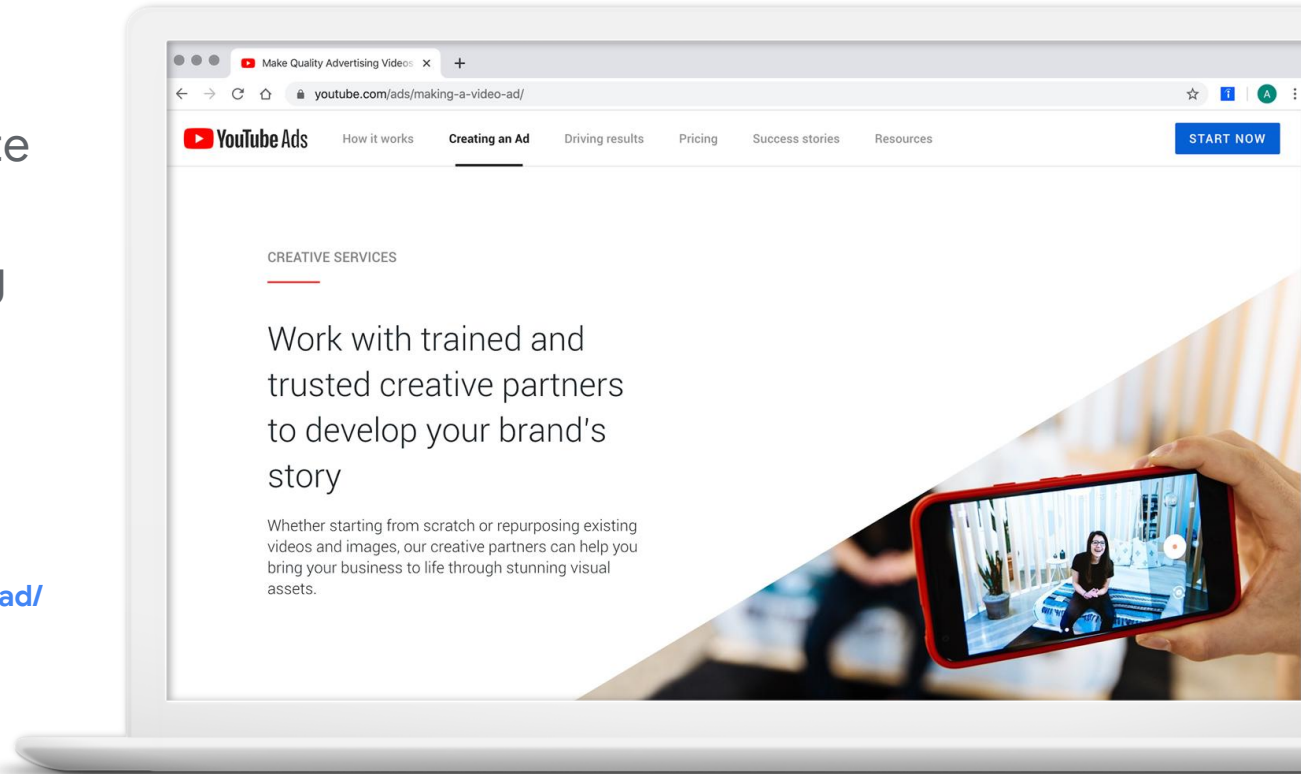 Make Quality Advertising Videos
youtube.com/ads/making-a-video-ad/
A
YouTube Ads
How it works
Creating an Ad
Driving results
Pricing
Success stories
Resources
START NOW
CREATIVE SERVICES
Work with trained and
trusted creative partners
to develop your brand's
story
Whether starting from scratch or repurposing existing
videos and images, our creative partners can help you
bring your business to life through stunning visual
assets.
ad/